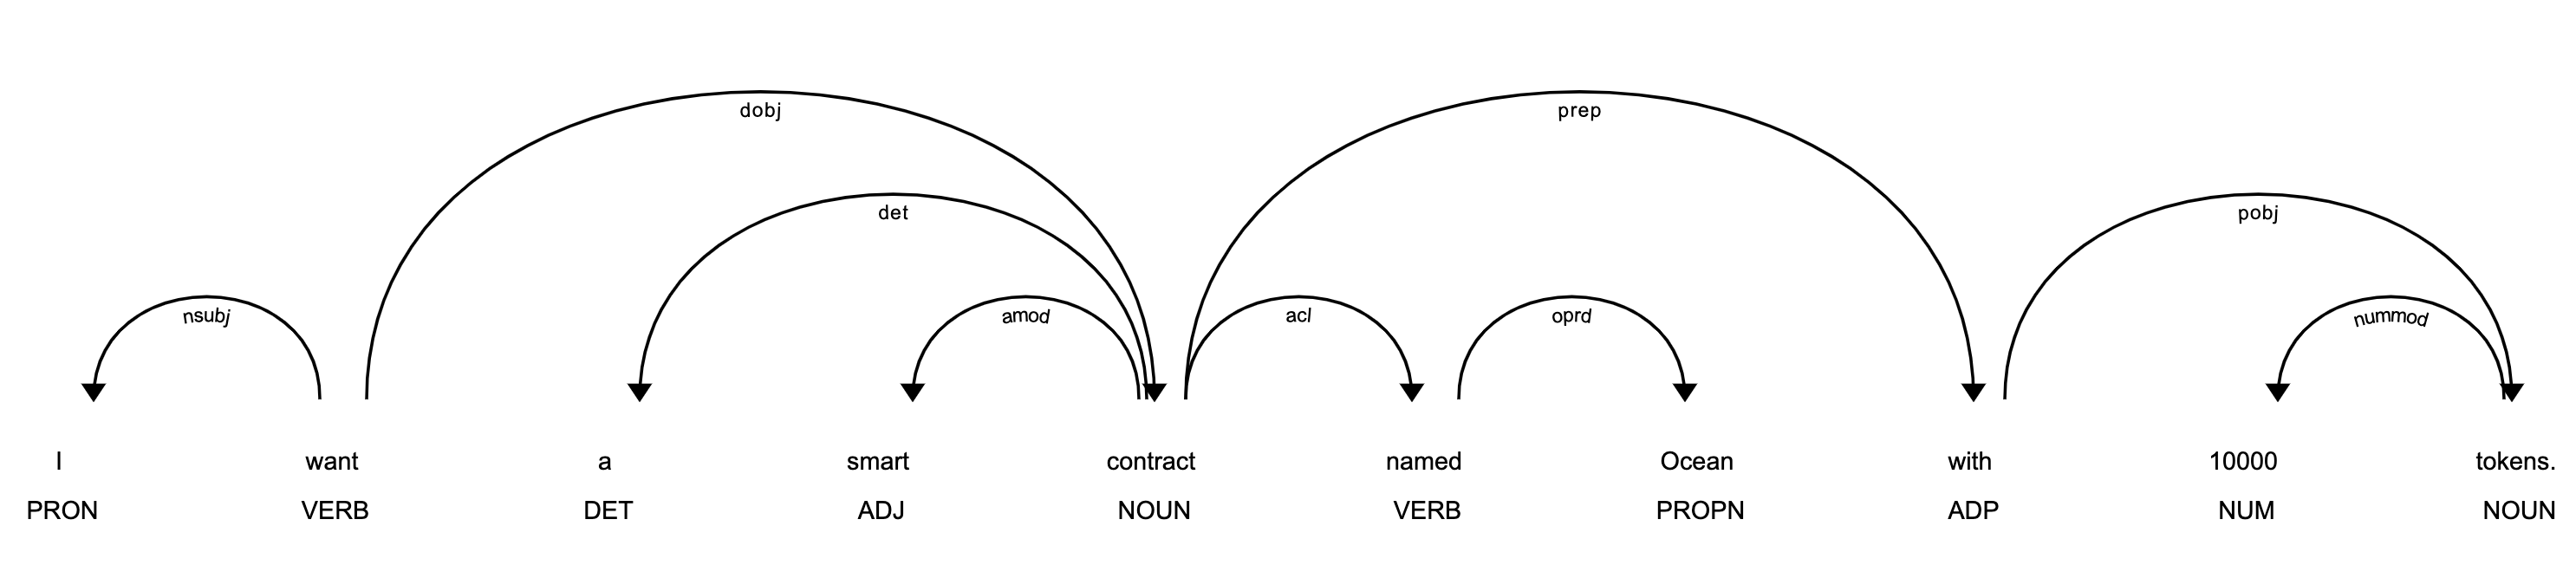 dobj prep
det pobj
nsubj amod acl oprd nummod
I want a smart contract named Ocean with 10000 tokens.
PRON VERB DET ADJ NOUN VERB PROPN ADP NUM NOUN